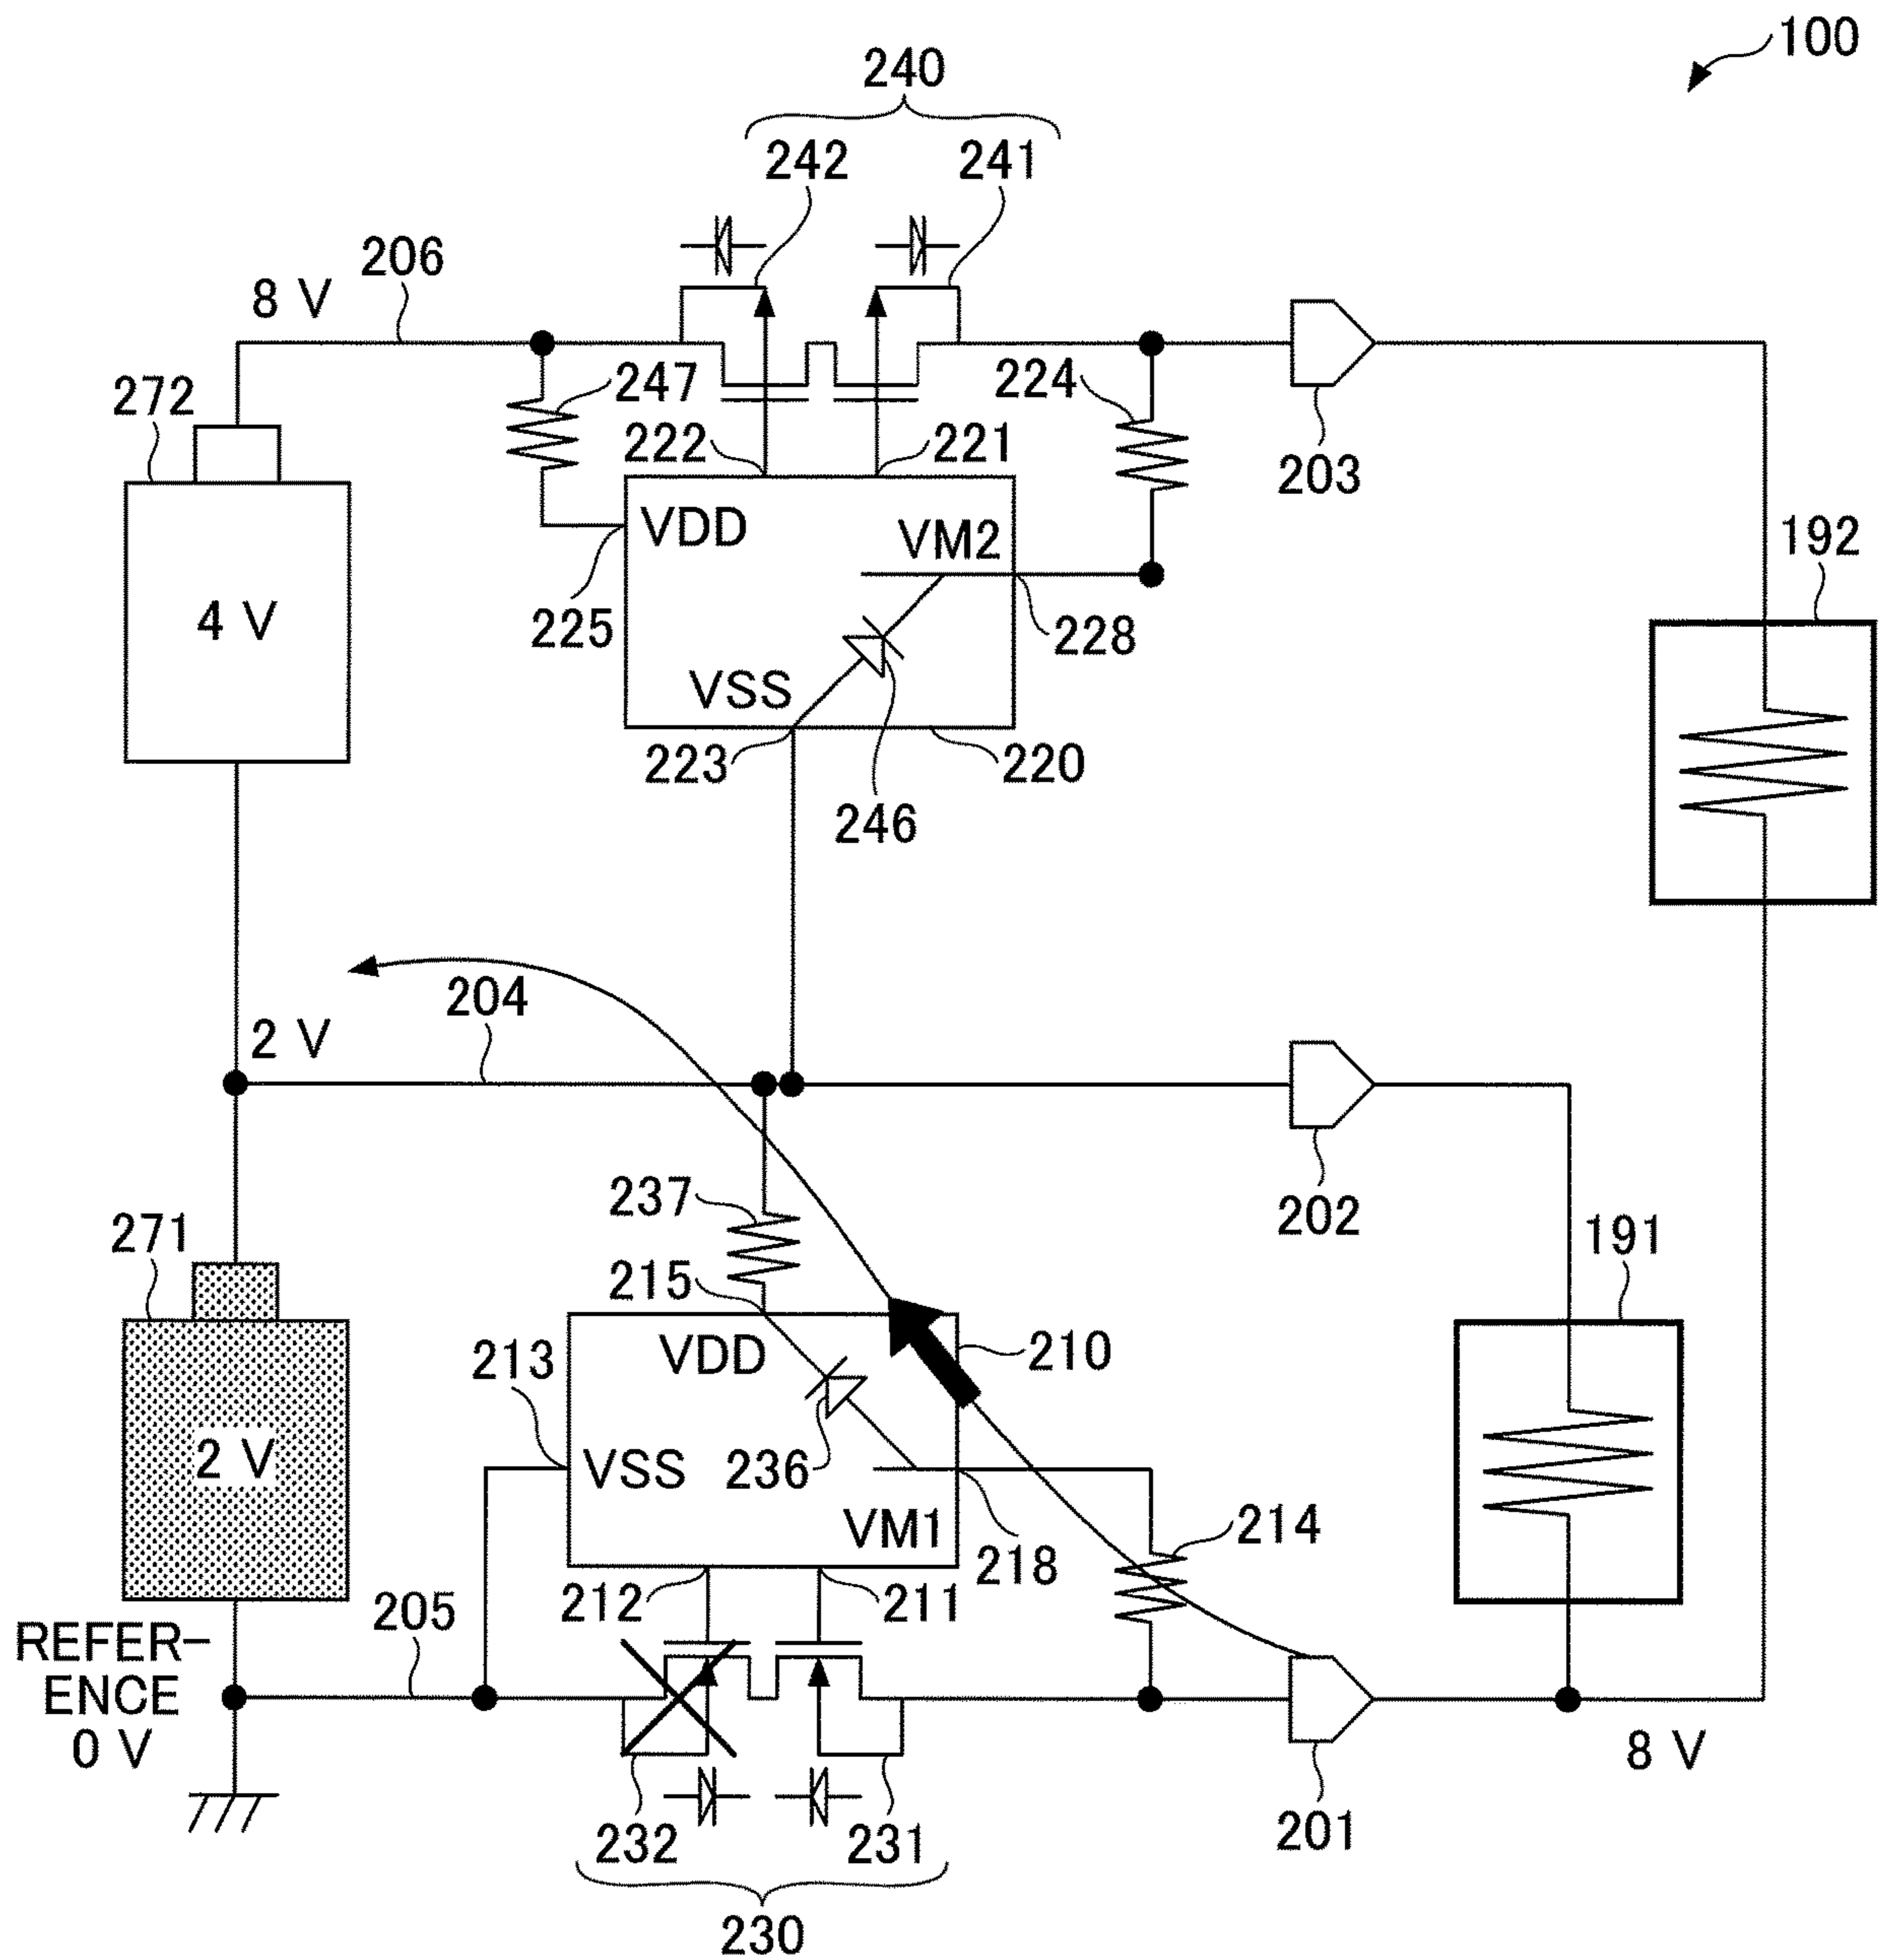 100
240
242 241
206
8 V
272
247
224
222 221
203
VDD
VM2
192
4 V
225
228
VSS
223
220
246
204
2 V
202
237
271
191
215
213
VDD
210
2 V
VSS
236
214
VM1
218
212
211
205
REFER-
ENCE
0 V
8 V
232 231
201
230